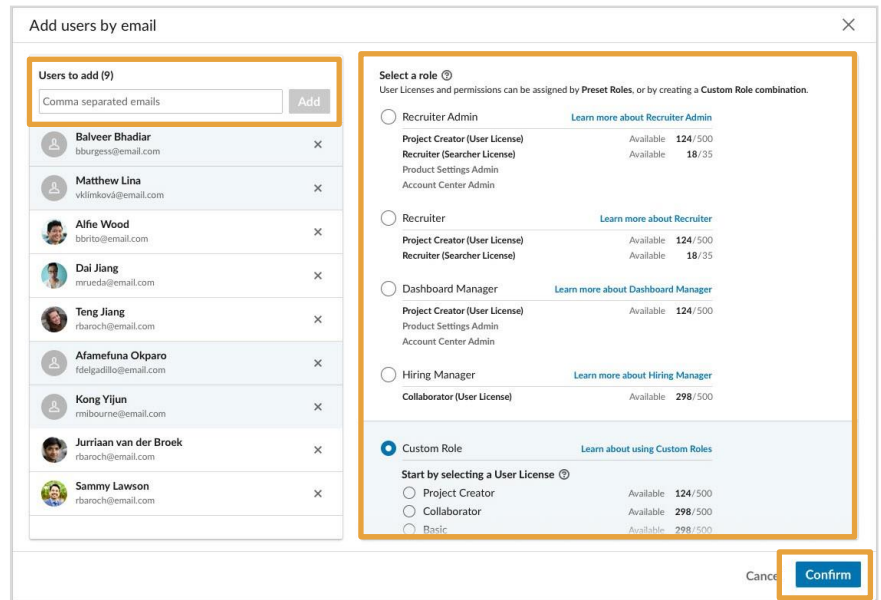 Add users by email
Users to add (9)
Comma separated emails
Add
Balveer Bhadiar
bburgess@email.com
Matthew Lina
vklímková@email.com
Alfie Wood
bbrito@email.com
Dai Jiang
mrueda@email.com
Teng Jiang
rbaroch@email.com
Afamefuna Okparo
fdelgadillo@email.com
Kong Yijun
rmibourne@email.com
Jurriaan van der Broek
rbaroch@email.com
Sammy Lawson
rbaroch@email.com
Select a role
User Licenses and permissions can be assigned by Preset Roles, or by creating a Custom Role combination.
Recruiter Admin Learn more about Recruiter Admin
Project Creator (User License) Available 124/500
Recruiter (Searcher License) Available 18/35
Product Settings Admin
Account Center Admin
Recruiter Learn more about Recruiter
Project Creator (User License) Available 124/500
Recruiter (Searcher License) Available 18/35
Dashboard Manager Learn more about Dashboard Manager
Project Creator (User License) Available 124/500
Product Settings Admin
Account Center Admin
Hiring Manager Learn more about Hiring Manager
Collaborator (User License) Available 298/500
Custom Role Learn about using Custom Roles
Start by selecting a User License
Project Creator Available 124/500
Collaborator Available 298/500
Basic Available 298/500
Cance
Confirm